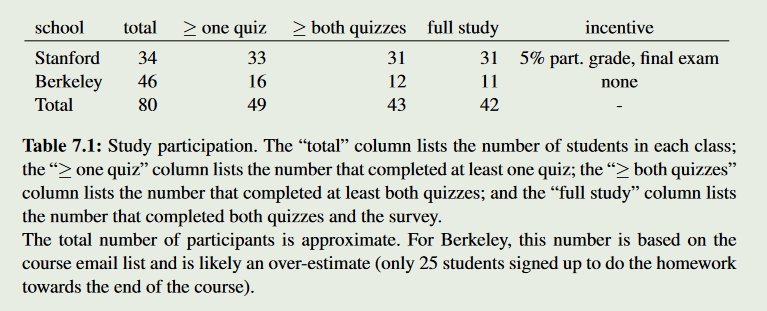 school total ≥ one quiz ≥ both quizzes full study incentive
Stanford 34 33 31 31 5% part. grade, final exam
Berkeley 46 16 12 11 none
Total 80 49 43 42 -
Table 7.1: Study participation. The “total” column lists the number of students in each class;
the “≥ one quiz” column lists the number that completed at least one quiz; the “≥ both quizzes”
column lists the number that completed at least both quizzes; and the “full study” column lists
the number that completed both quizzes and the survey.
The total number of participants is approximate. For Berkeley, this number is based on the
course email list and is likely an over-estimate (only 25 students signed up to do the homework
towards the end of the course).